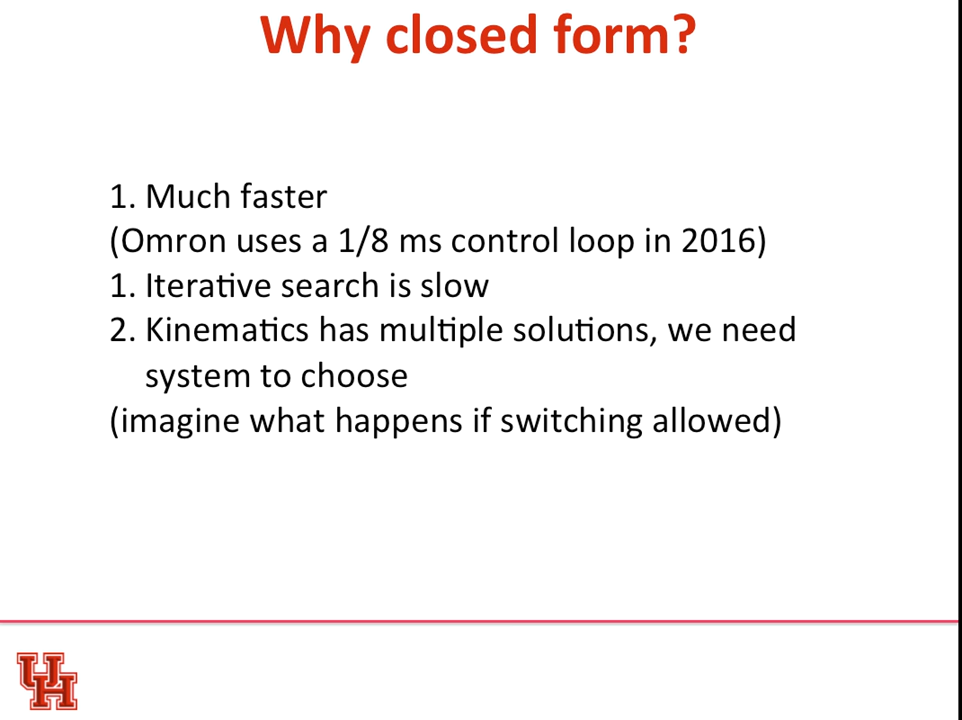 Why closed form?
1. Much faster
(Omron uses a 1/8 ms control loop in 2016)
1. Iterative search is slow
2. Kinematics has multiple solutions, we need
system to choose
(imagine what happens if switching allowed)
UH